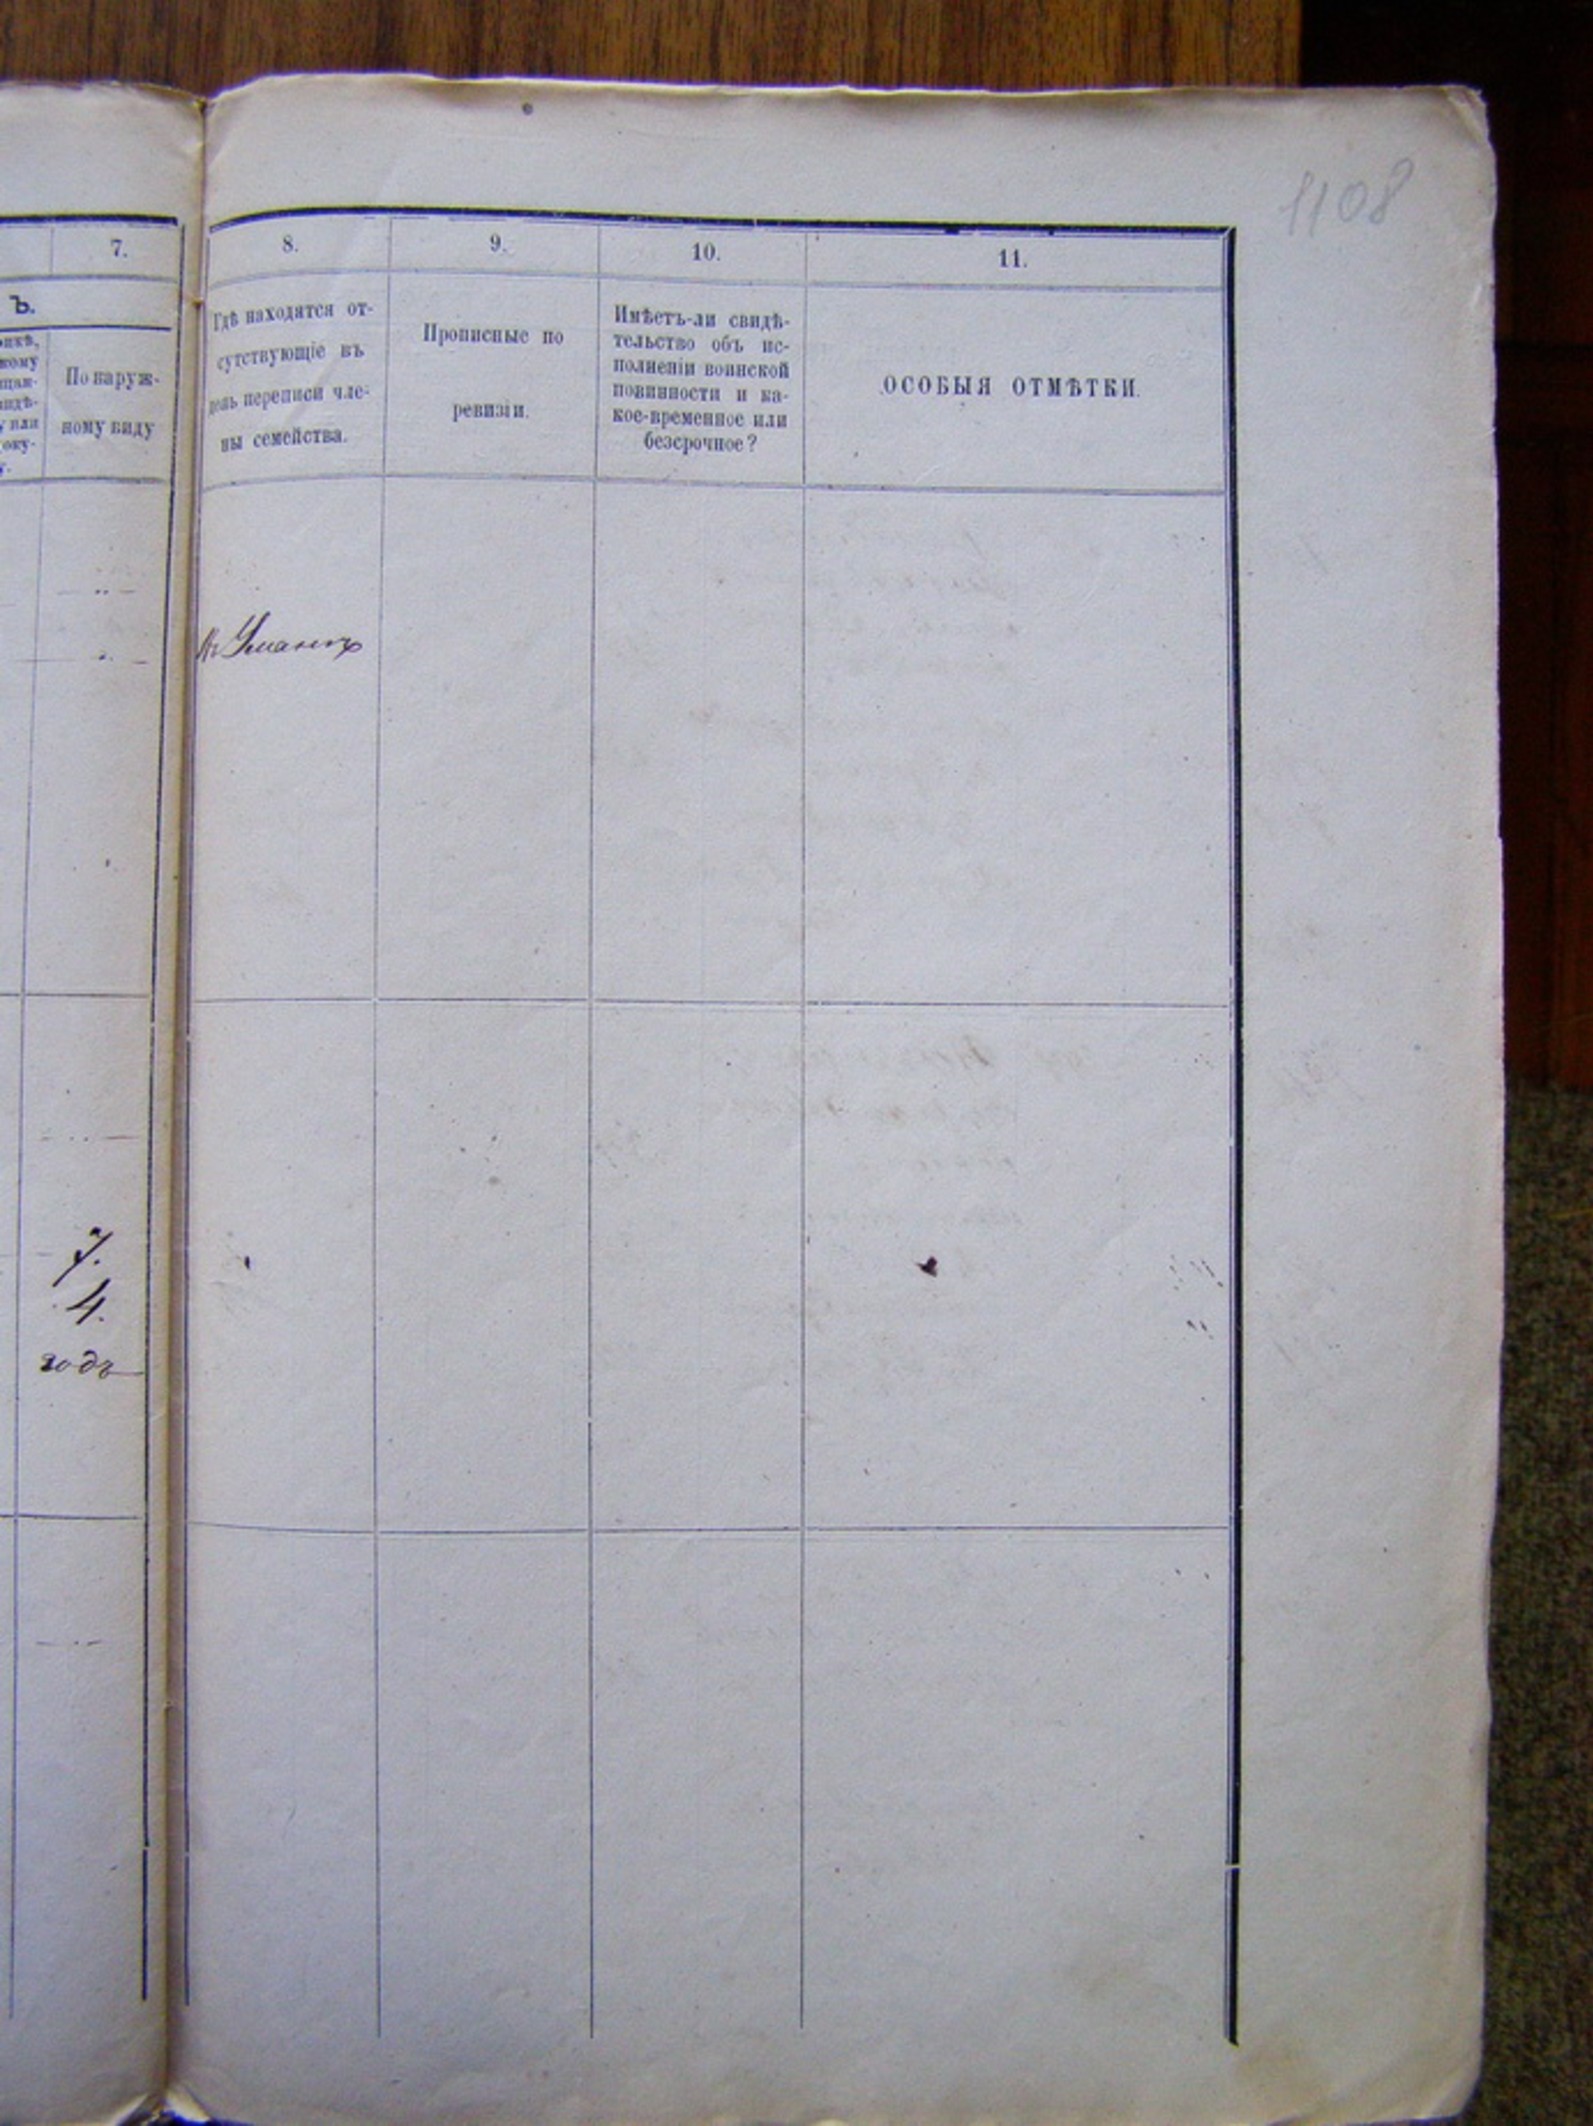 1108
7.
8.
9.
10.
11.
Ъ.
По наруж-
ному виду
Гдѣ находятся от-
сутствующіе въ
день переписи чле-
ны семейства.
Прописные по
ревизіи.
Имѣетъ-ли свидѣ-
тельство объ ис-
полненіи воинской
повинности и ка-
кое-временное или
безсрочное?
ОСОБЫЯ ОТМѢТКИ.
въ Умани
7.
4.
годъ